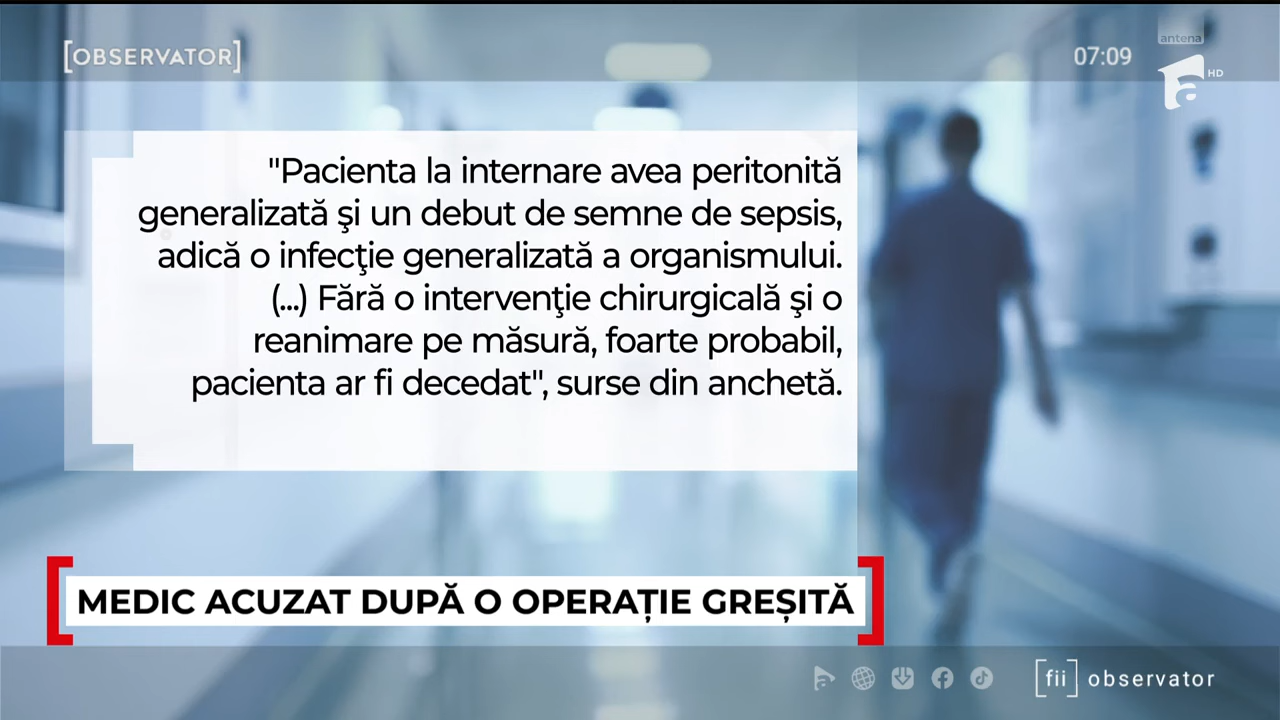 [OBSERVATOR]
07:09
antena
HD
"Pacienta la internare avea peritonită
generalizată şi un debut de semne de sepsis,
adică o infecţie generalizată a organismului.
(...) Fără o intervenţie chirurgicală şi o
reanimare pe măsură, foarte probabil,
pacienta ar fi decedat", surse din anchetă.
MEDIC ACUZAT DUPĂ O OPERAȚIE GREȘITĂ
[fii] observator